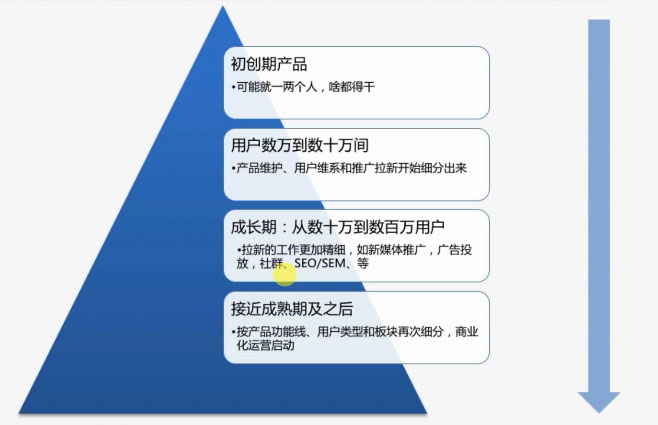 初创期产品
•可能就一两个人，啥都得干
用户数万到数十万间
•产品维护、用户维系和推广拉新开始细分出来
成长期：从数十万到数百万用户
•拉新的工作更加精细，如新媒体推广，广告投
放，社群、SEO/SEM、等
接近成熟期及之后
•按产品功能线、用户类型和板块再次细分，商业
化运营启动